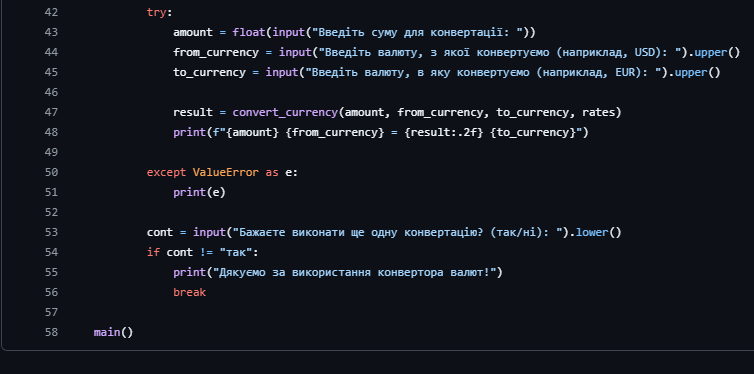 42 try:
43 amount = float(input("Введіть суму для конвертації: "))
44 from_currency = input("Введіть валюту, з якої конвертуємо (наприклад, USD): ").upper()
45 to_currency = input("Введіть валюту, в яку конвертуємо (наприклад, EUR): ").upper()
46
47 result = convert_currency(amount, from_currency, to_currency, rates)
48 print(f"{amount} {from_currency} = {result:.2f} {to_currency}")
49
50 except ValueError as e:
51 print(e)
52
53 cont = input("Бажаєте виконати ще одну конвертацію? (так/ні): ").lower()
54 if cont != "так":
55 print("Дякуємо за використання конвертора валют!")
56 break
57
58 main()